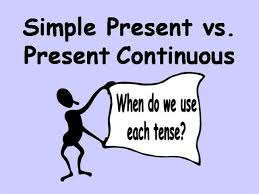 Simple Present vs.
Present Continuous
When do we use
each tense?